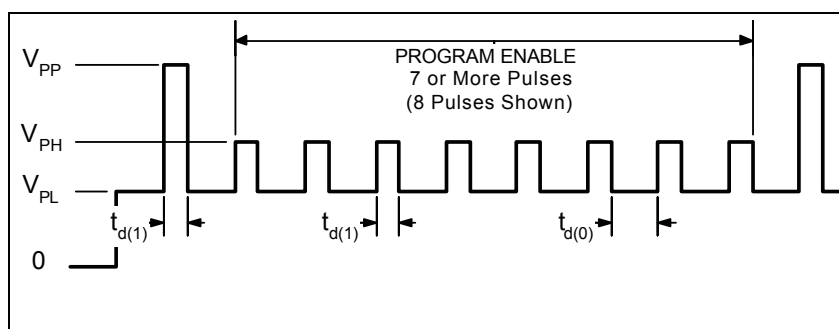 PROGRAM ENABLE
7 or More Pulses
(8 Pulses Shown)
V_PP
V_PH
V_PL
t_d(1)
t_d(1)
t_d(0)
0